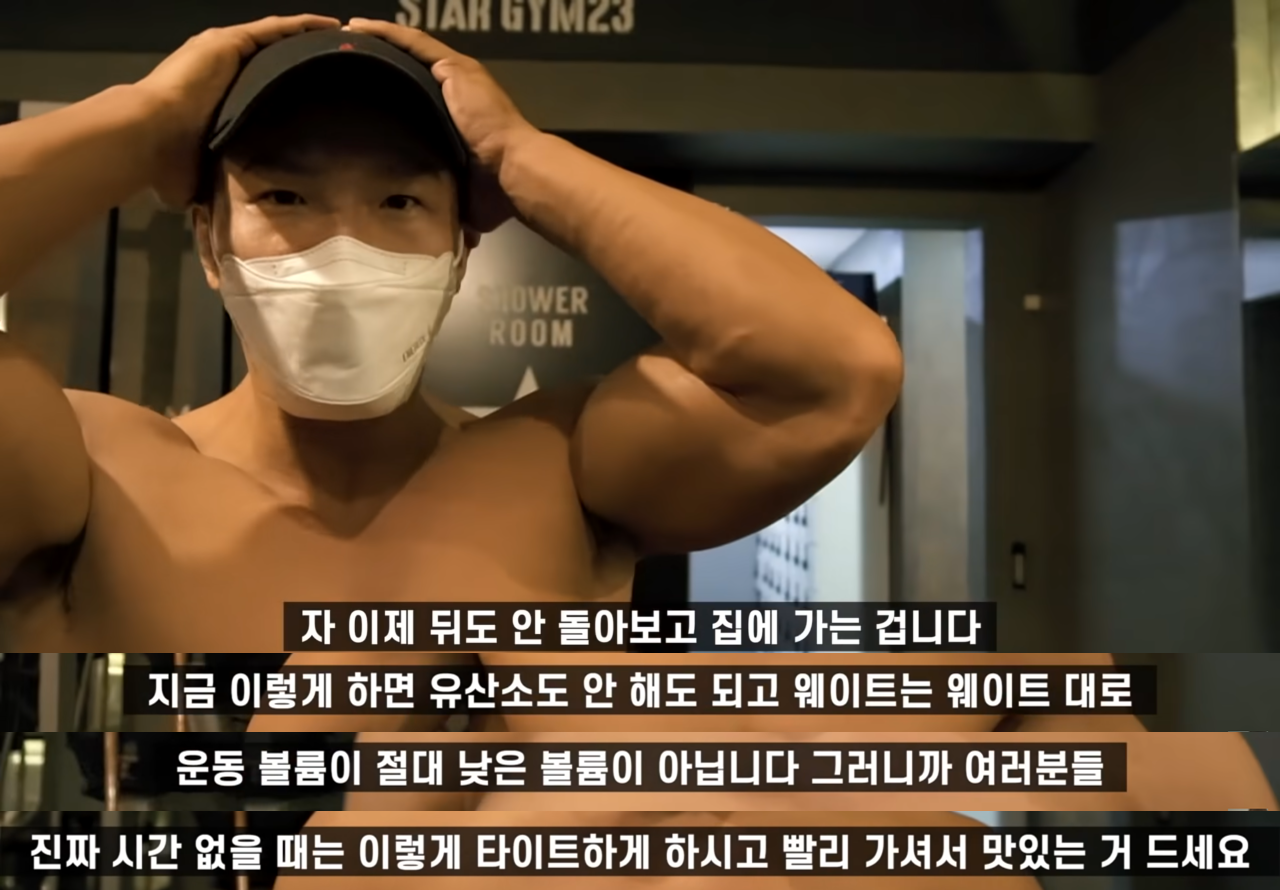 STAR GYM23
SHOWER
ROOM
자 이제 뒤도 안 돌아보고 집에 가는 겁니다
지금 이렇게 하면 유산소도 안 해도 되고 웨이트는 웨이트 대로
운동 볼륨이 절대 낮은 볼륨이 아닙니다 그러니까 여러분들
진짜 시간 없을 때는 이렇게 타이트하게 하시고 빨리 가셔서 맛있는 거 드세요